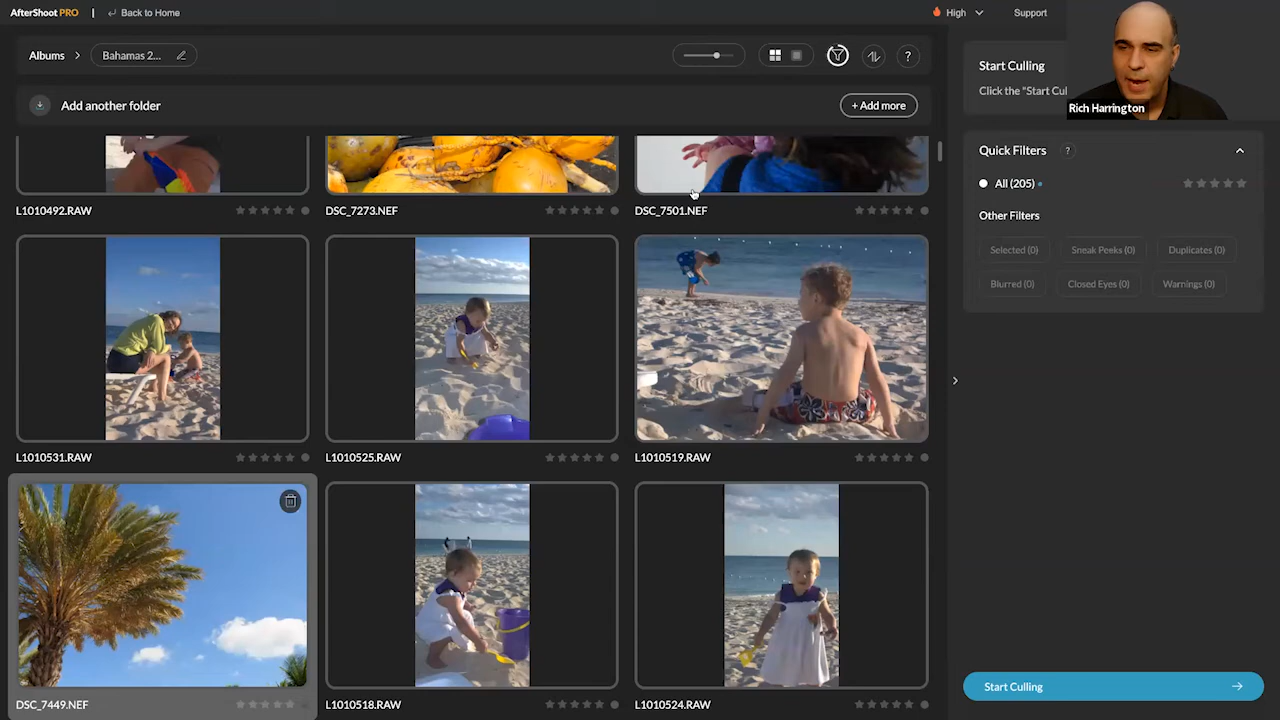 AfterShoot PRO | Back to Home High Support
Albums Bahamas 2... ?
Start Culling
Click the "Start Cul
Rich Harrington
Add another folder + Add more
Quick Filters ?
All (205)
Other Filters
Selected (0) Sneak Peeks (0) Duplicates (0)
Blurred (0) Closed Eyes (0) Warnings (0)
L1010492.RAW DSC_7273.NEF DSC_7501.NEF
L1010531.RAW L1010525.RAW L1010519.RAW
DSC_7449.NEF L1010518.RAW L1010524.RAW
Start Culling